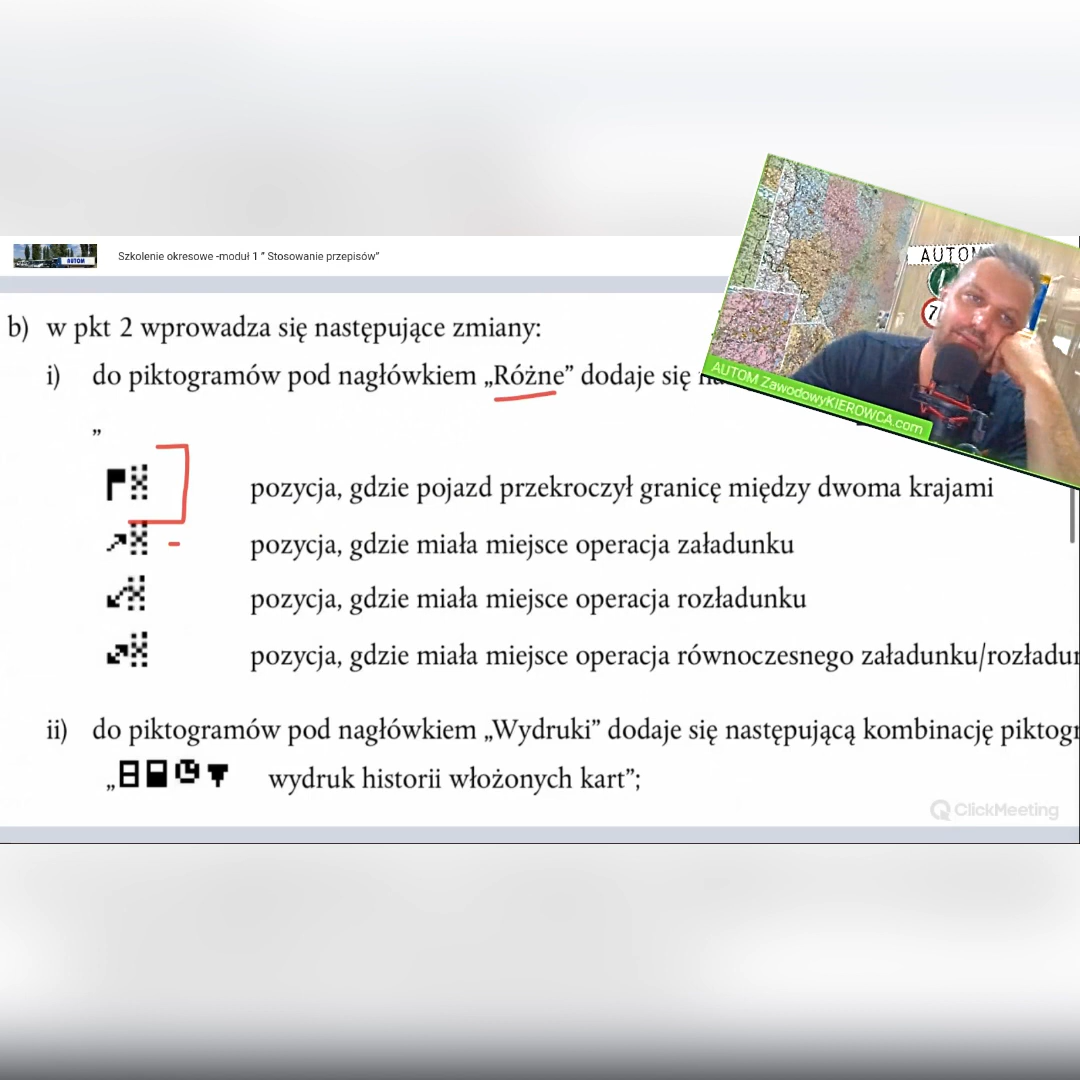 AUTOM
Szkolenie okresowe -moduł 1 " Stosowanie przepisów"
AUTOM
7
AUTOM ZawodowyKIEROWCA.com
b) w pkt 2 wprowadza się następujące zmiany:
i) do piktogramów pod nagłówkiem „Różne” dodaje się
„
pozycja, gdzie pojazd przekroczył granicę między dwoma krajami
pozycja, gdzie miała miejsce operacja załadunku
pozycja, gdzie miała miejsce operacja rozładunku
pozycja, gdzie miała miejsce operacja równoczesnego załadunku/rozładun
ii) do piktogramów pod nagłówkiem „Wydruki” dodaje się następującą kombinację piktogr
„ wydruk historii włożonych kart”;
ClickMeeting